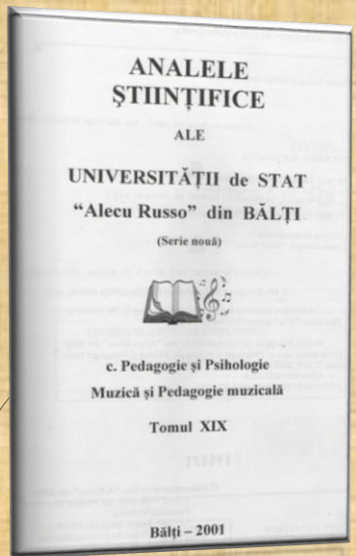 ANALELE
ŞTIINŢIFICE
ALE
UNIVERSITĂŢII de STAT
“Alecu Russo” din BĂLŢI
(Serie nouă)
c. Pedagogie şi Psihologie
Muzică şi Pedagogie muzicală
Tomul XIX
Bălţi – 2001